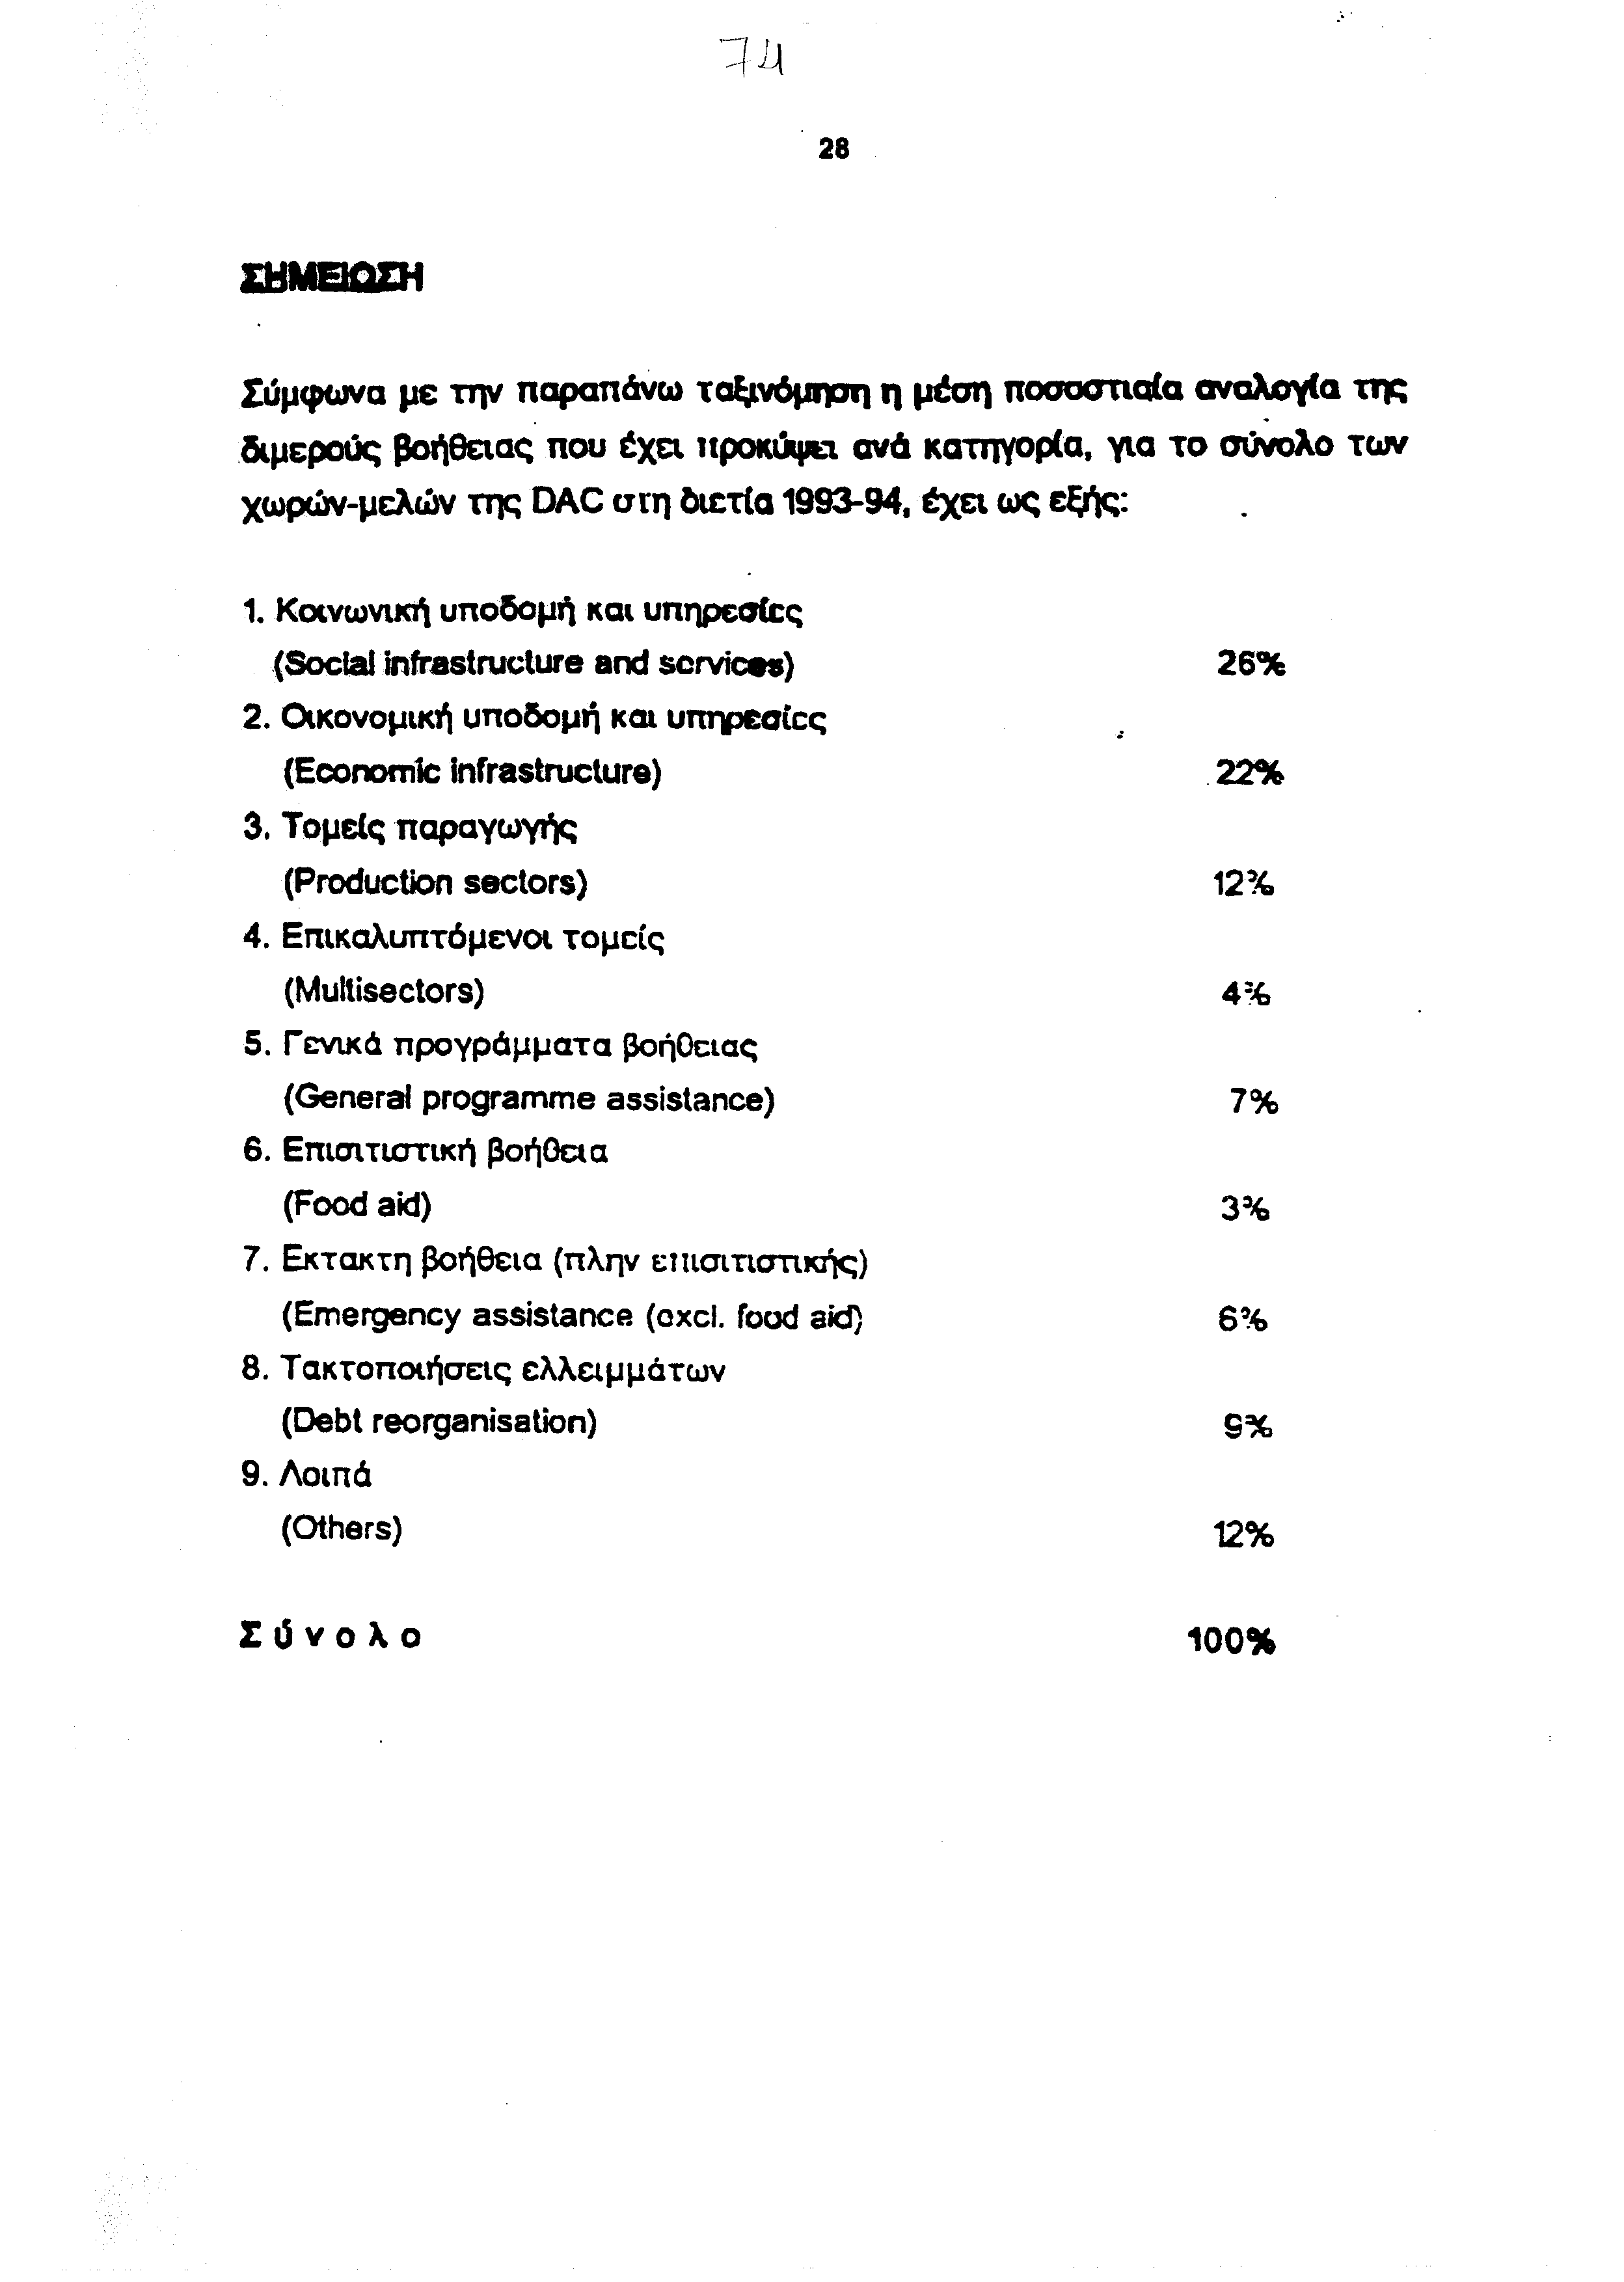 74
28
ΣΗΜΕΙΩΣΗ
Σύμφωνα με την παραπάνω ταξινόμηση η μέση ποσοστιαία αναλογία της
διμερούς βοήθειας που έχει προκύψει ανά κατηγορία, για το σύνολο των
χωρών-μελών της DAC στη διετία 1993-94, έχει ως εξής:
1. Κοινωνική υποδομή και υπηρεσίες
(Social infrastructure and services) 26%
2. Οικονομική υποδομή και υπηρεσίες
(Economic infrastructure) 22%
3. Τομείς παραγωγής
(Production sectors) 12%
4. Επικαλυπτόμενοι τομείς
(Multisectors) 4%
5. Γενικά προγράμματα βοήθειας
(General programme assistance) 7%
6. Επισιτιστική βοήθεια
(Food aid) 3%
7. Εκτακτη βοήθεια (πλην επισιτιστικής)
(Emergency assistance (excl. food aid) 6%
8. Τακτοποιήσεις ελλειμμάτων
(Debt reorganisation) 9%
9. Λοιπά
(Others) 12%
Σ ύ ν ο λ ο 100%